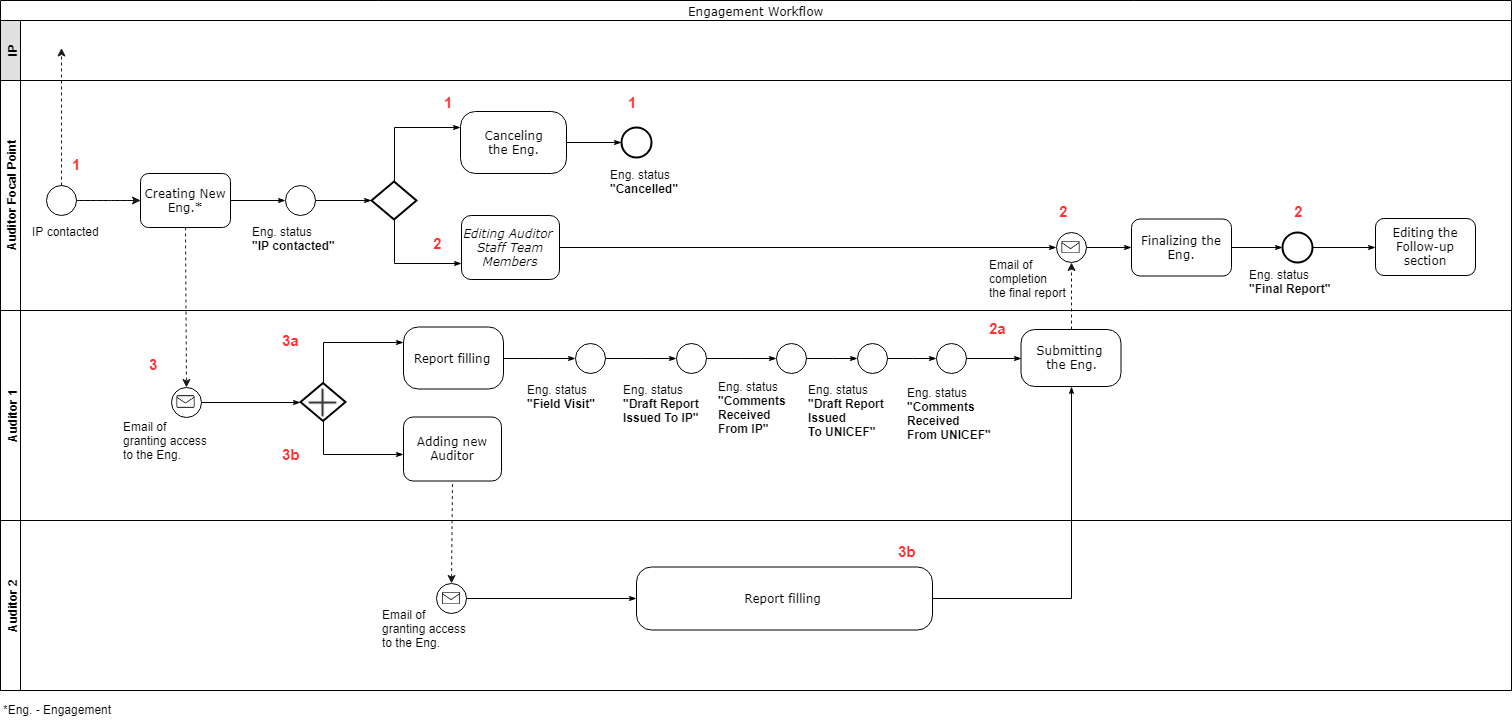 Engagement Workflow
IP
Auditor Focal Point
1
IP contacted
Creating New
Eng.*
Eng. status
"IP contacted"
1
Canceling
the Eng.
1
Eng. status
"Cancelled"
2
Editing Auditor
Staff Team
Members
2
Email of
completion
the final report
Finalizing the
Eng.
2
Eng. status
"Final Report"
Editing the
Follow-up
section
Auditor 1
3
Email of
granting access
to the Eng.
3a
Report filling
Eng. status
"Field Visit"
Eng. status
"Draft Report
Issued To IP"
Eng. status
"Comments
Received
From IP"
Eng. status
"Draft Report
Issued
To UNICEF"
Eng. status
"Comments
Received
From UNICEF"
2a
Submitting
the Eng.
3b
Adding new
Auditor
Auditor 2
Email of
granting access
to the Eng.
3b
Report filling
*Eng. - Engagement